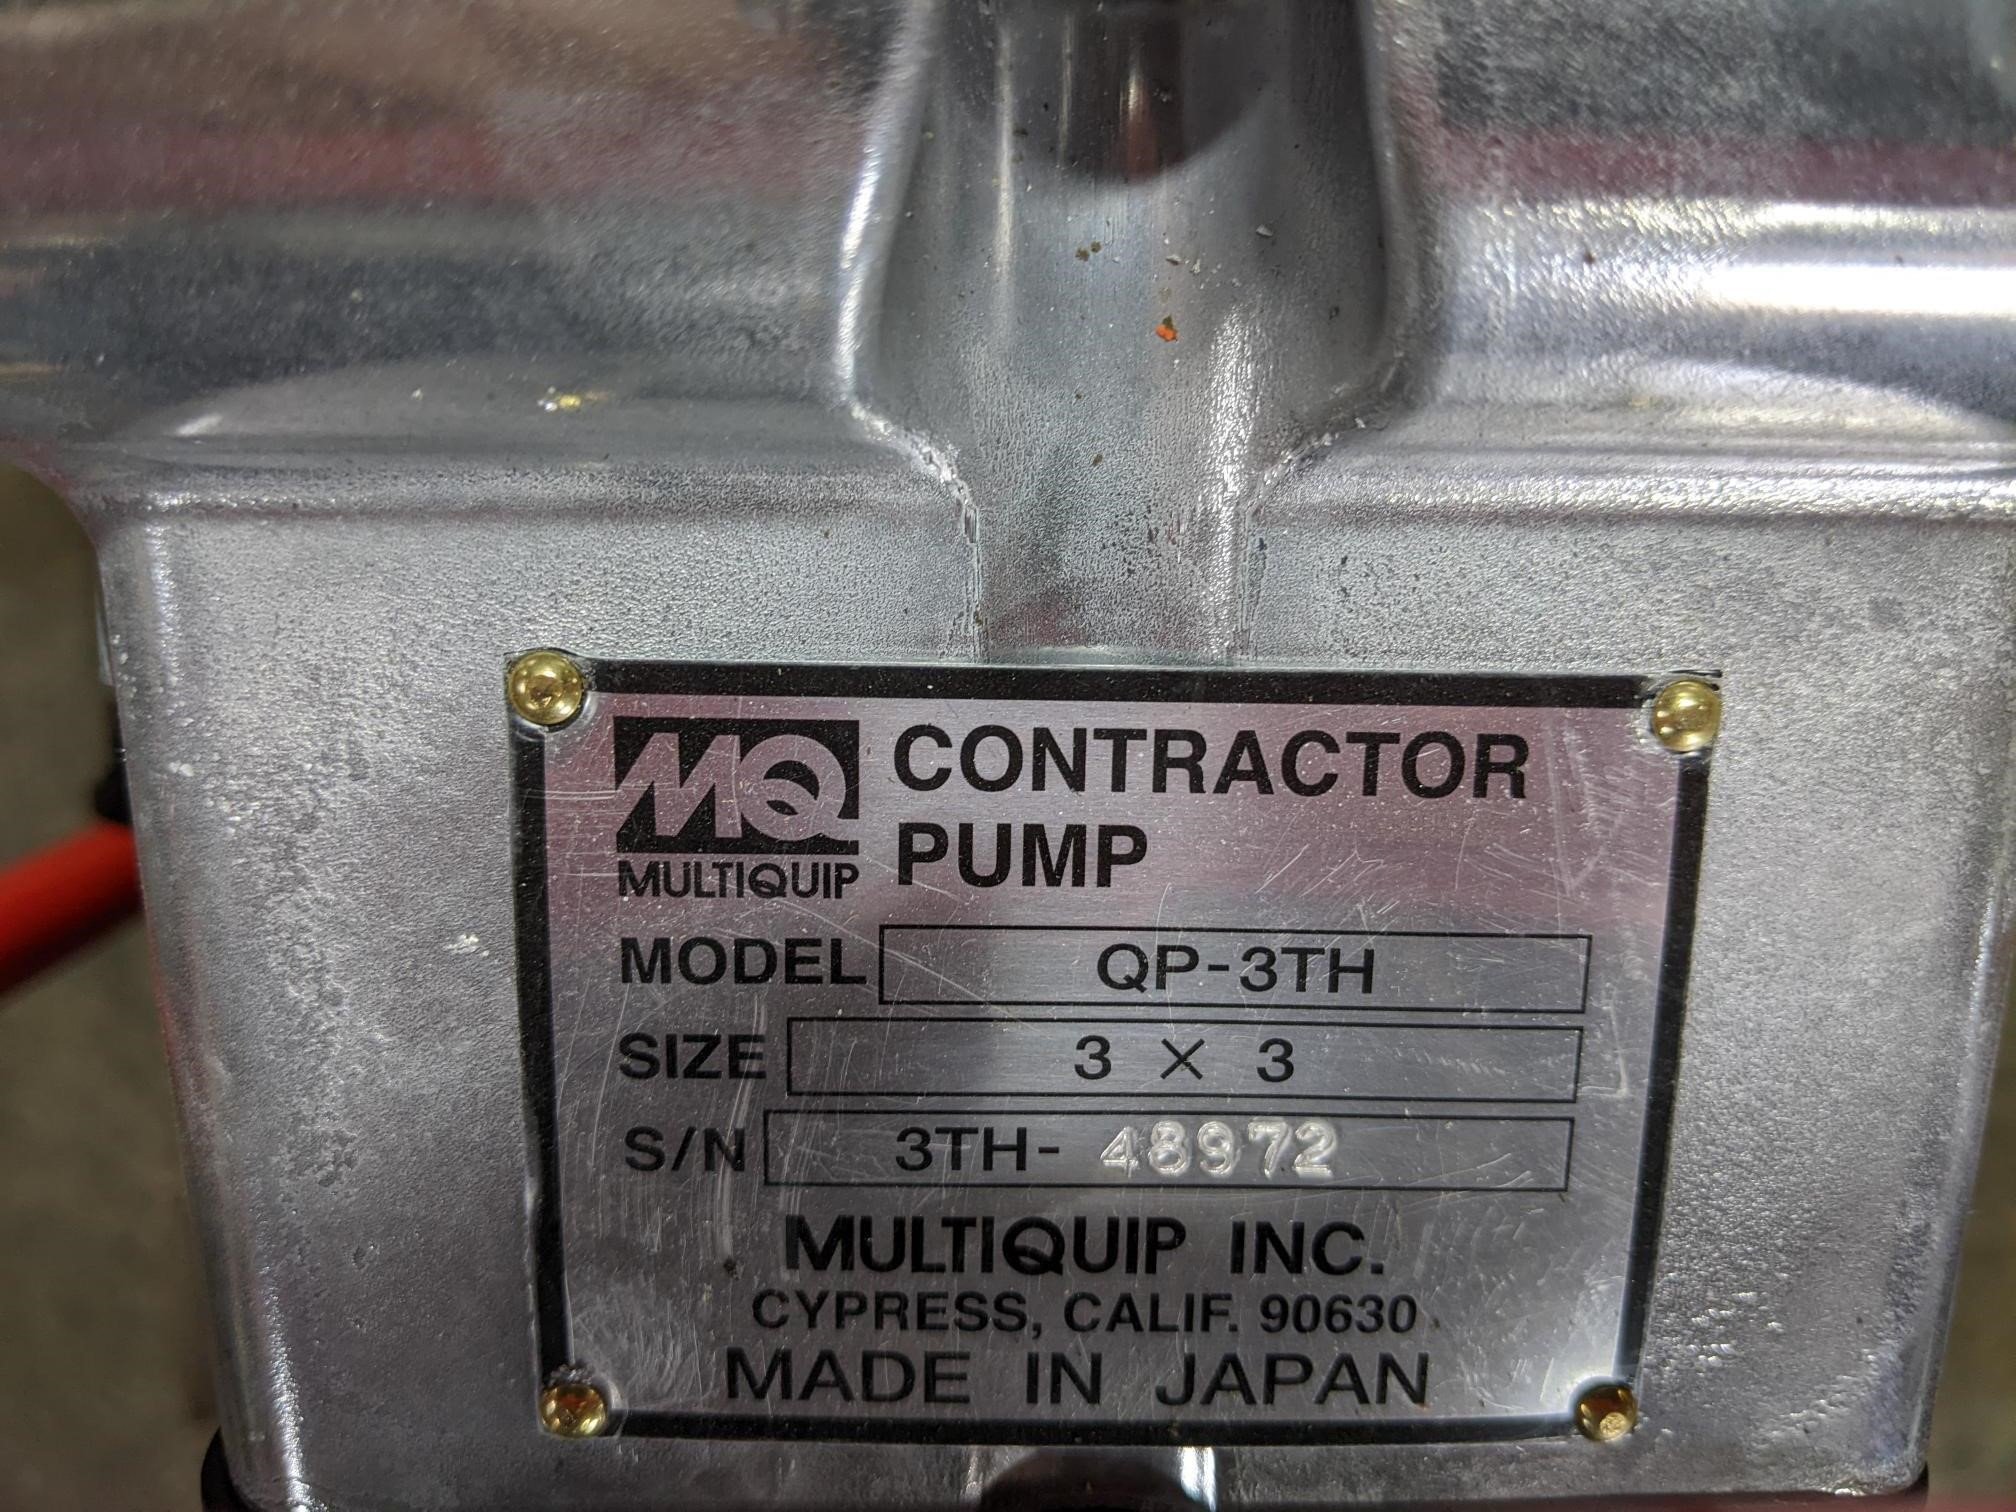 MQ CONTRACTOR
MULTIQUIP PUMP
MODEL QP-3TH
SIZE 3 × 3
S/N 3TH- 48972
MULTIQUIP INC.
CYPRESS, CALIF. 90630
MADE IN JAPAN